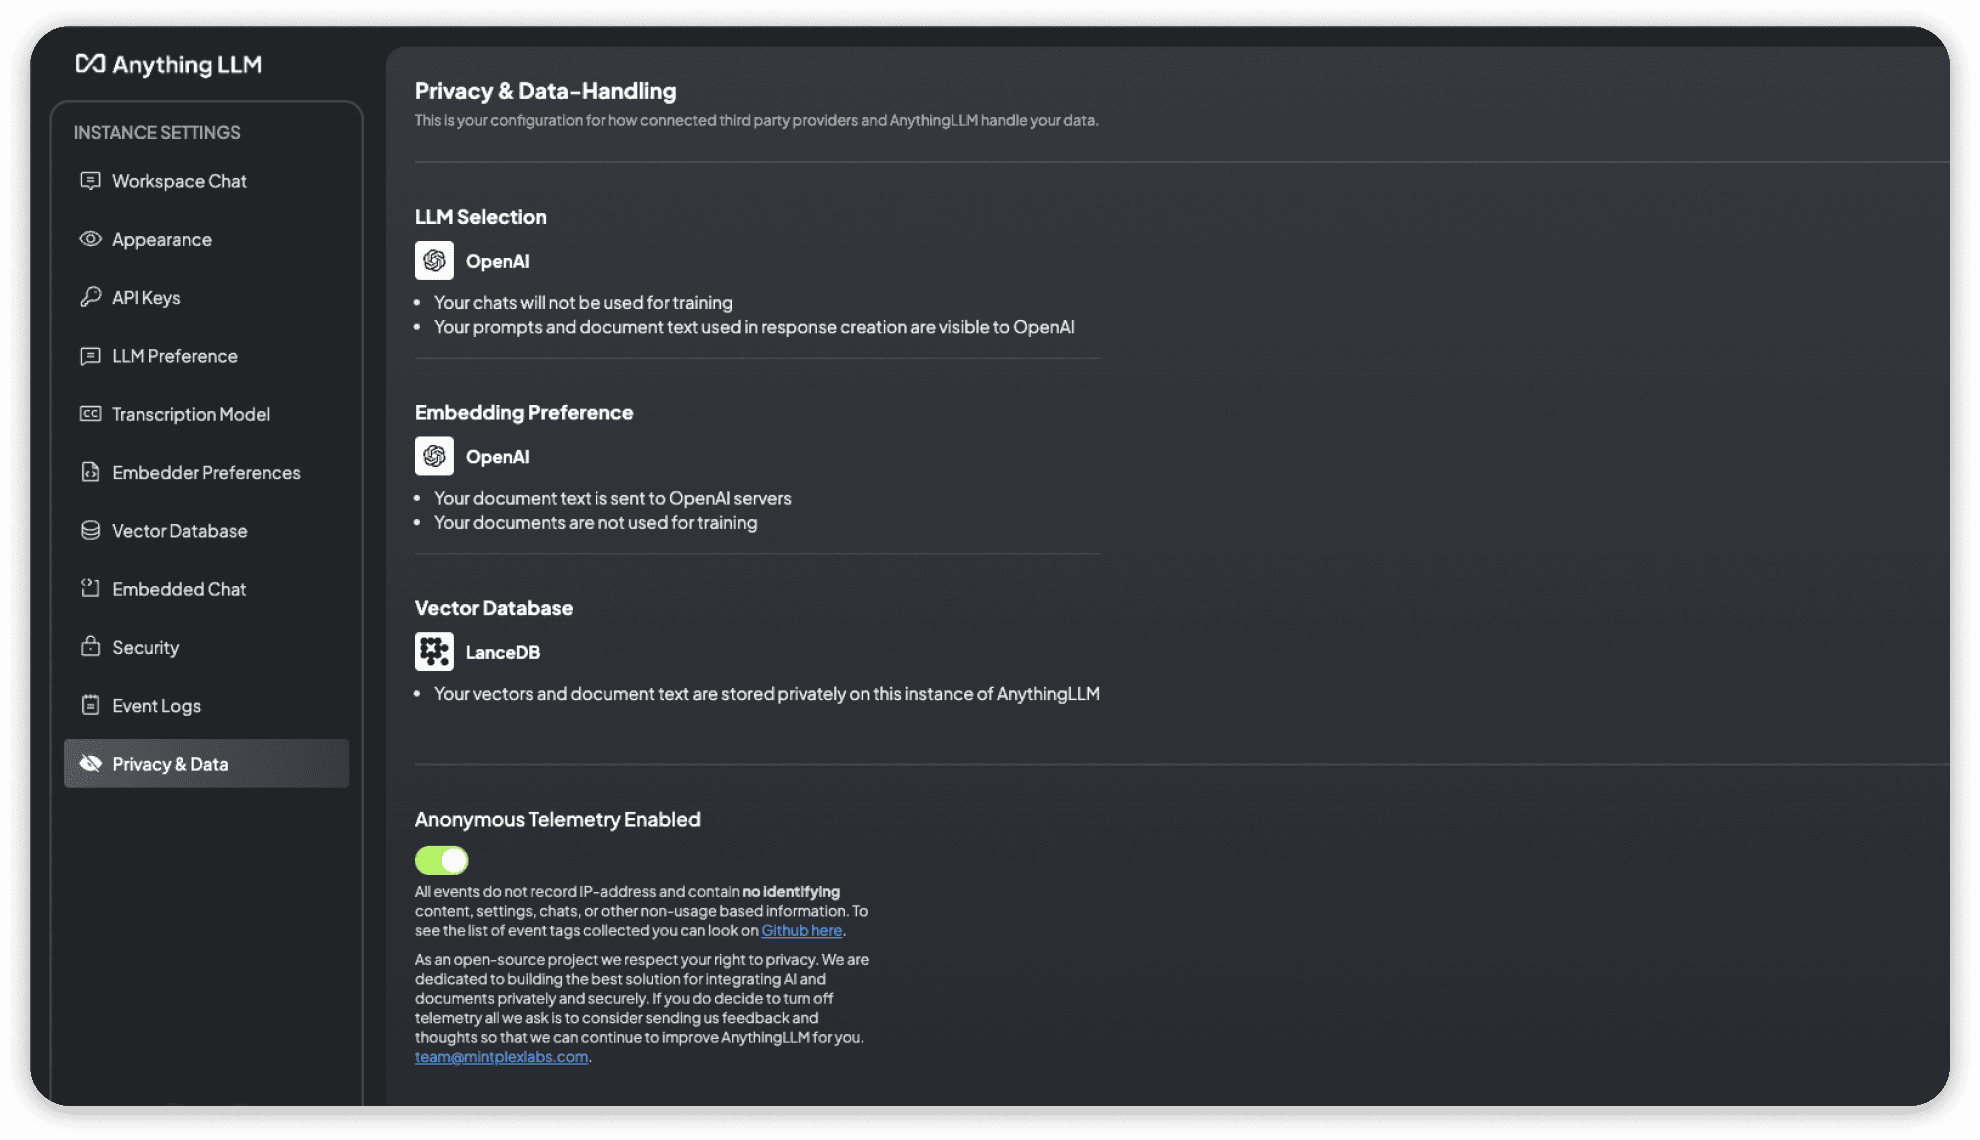 Anything LLM
INSTANCE SETTINGS
Workspace Chat
Appearance
API Keys
LLM Preference
Transcription Model
Embedder Preferences
Vector Database
Embedded Chat
Security
Event Logs
Privacy & Data
Privacy & Data-Handling
This is your configuration for how connected third party providers and AnythingLLM handle your data.
LLM Selection
OpenAI
• Your chats will not be used for training
• Your prompts and document text used in response creation are visible to OpenAI
Embedding Preference
OpenAI
• Your document text is sent to OpenAI servers
• Your documents are not used for training
Vector Database
LanceDB
• Your vectors and document text are stored privately on this instance of AnythingLLM
Anonymous Telemetry Enabled
All events do not record IP-address and contain no identifying
content, settings, chats, or other non-usage based information. To
see the list of event tags collected you can look on Github here.
As an open-source project we respect your right to privacy. We are
dedicated to building the best solution for integrating AI and
documents privately and securely. If you do decide to turn off
telemetry all we ask is to consider sending us feedback and
thoughts so that we can continue to improve AnythingLLM for you.
team@mintplexlabs.com.